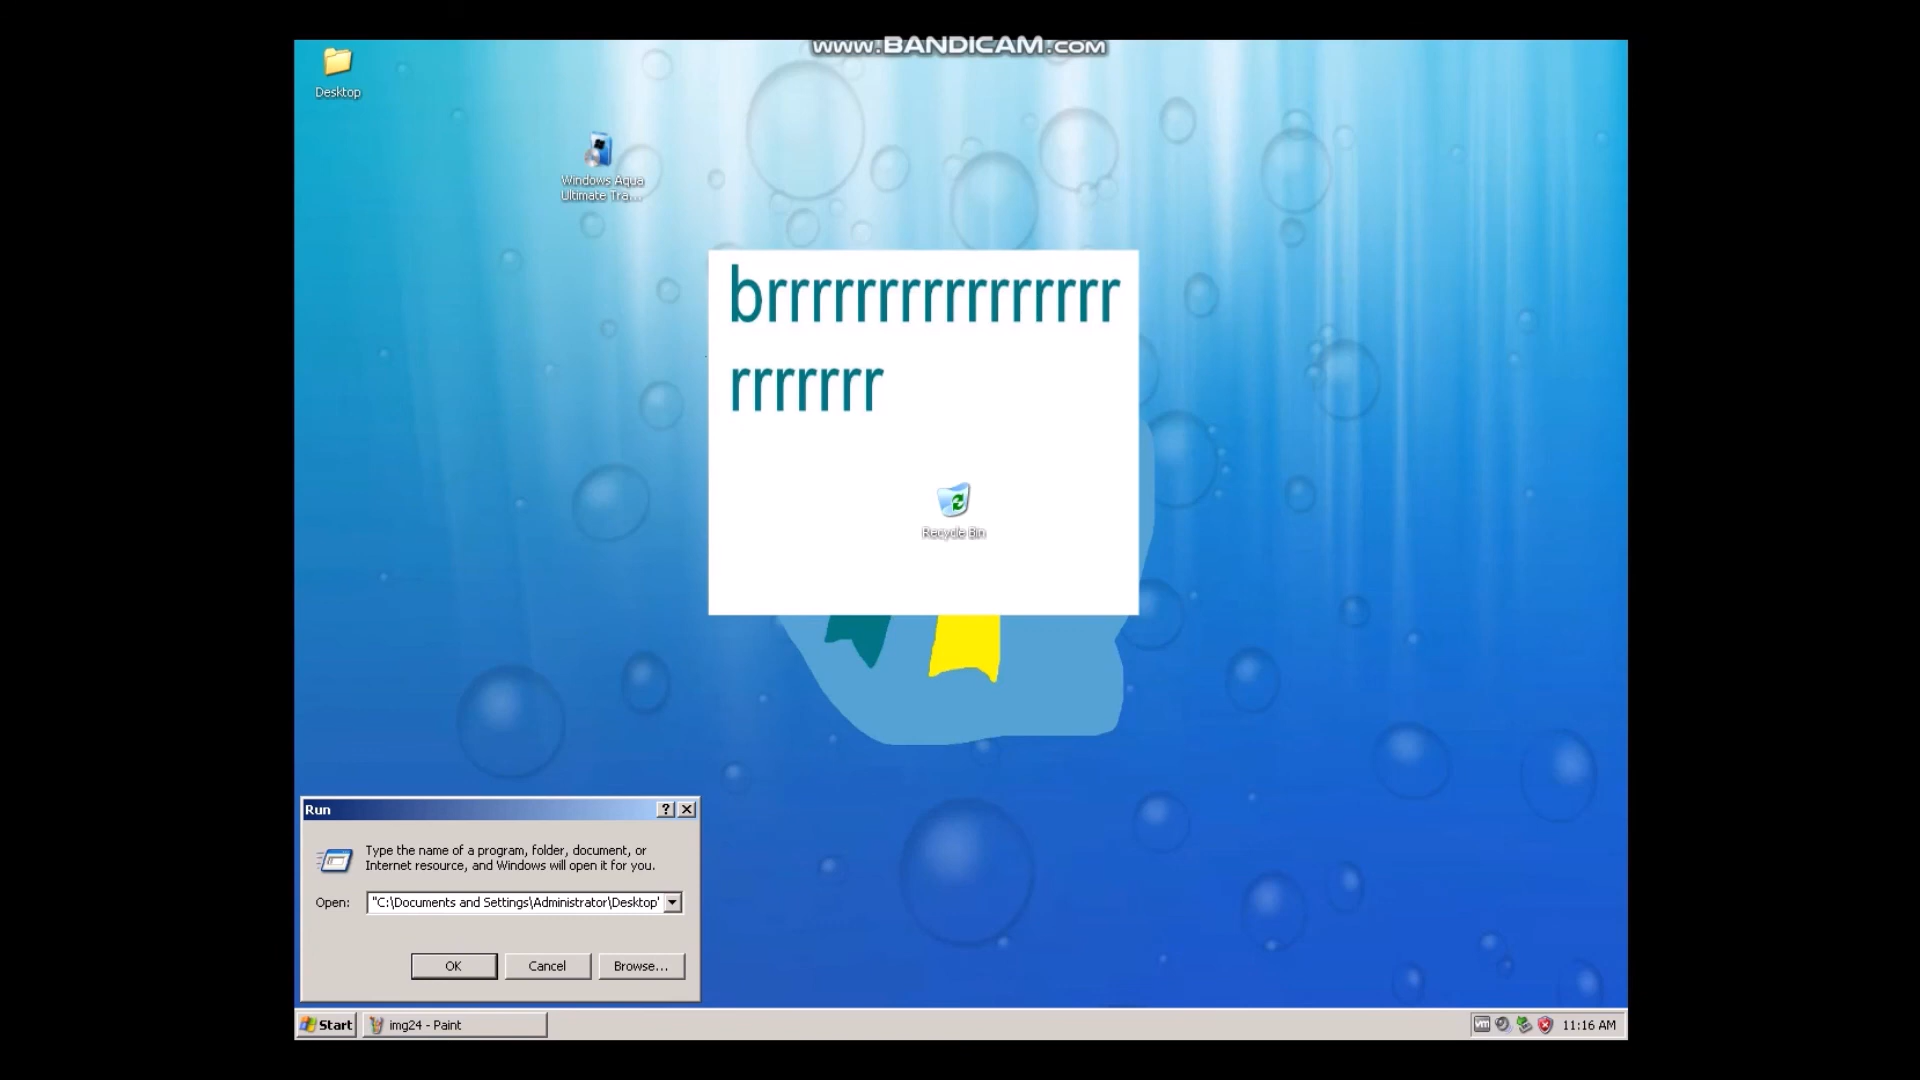 www.BANDICAM.com
Desktop
Windows Aqua
Ultimate Tra...
brrrrrrrrrrrrrrrr
rrrrrrr
Recycle Bin
Run
Type the name of a program, folder, document, or
Internet resource, and Windows will open it for you.
Open:
"C:\Documents and Settings\Administrator\Desktop'
OK
Cancel
Browse...
Start
img24 - Paint
vm
11:16 AM